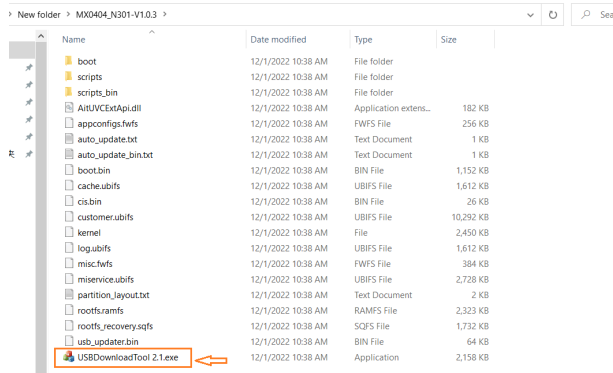 New folder > MX0404_N301-V1.0.3 >
Sea
Name Date modified Type Size
boot 12/1/2022 10:38 AM File folder
scripts 12/1/2022 10:38 AM File folder
scripts_bin 12/1/2022 10:38 AM File folder
AitUVCExtApi.dll 12/1/2022 10:38 AM Application extens... 182 KB
appconfigs.fwfs 12/1/2022 10:38 AM FWFS File 256 KB
auto_update.txt 12/1/2022 10:38 AM Text Document 1 KB
auto_update_bin.txt 12/1/2022 10:38 AM Text Document 1 KB
boot.bin 12/1/2022 10:38 AM BIN File 1,152 KB
cache.ubifs 12/1/2022 10:38 AM UBIFS File 1,612 KB
cis.bin 12/1/2022 10:38 AM BIN File 26 KB
customer.ubifs 12/1/2022 10:38 AM UBIFS File 10,292 KB
kernel 12/1/2022 10:38 AM File 2,450 KB
log.ubifs 12/1/2022 10:38 AM UBIFS File 1,612 KB
misc.fwfs 12/1/2022 10:38 AM FWFS File 384 KB
miservice.ubifs 12/1/2022 10:38 AM UBIFS File 2,728 KB
partition_layout.txt 12/1/2022 10:38 AM Text Document 2 KB
rootfs.ramfs 12/1/2022 10:38 AM RAMFS File 2,323 KB
rootfs_recovery.sqfs 12/1/2022 10:38 AM SQFS File 1,732 KB
usb_updater.bin 12/1/2022 10:38 AM BIN File 64 KB
USBDownloadTool 2.1.exe 12/1/2022 10:38 AM Application 2,158 KB